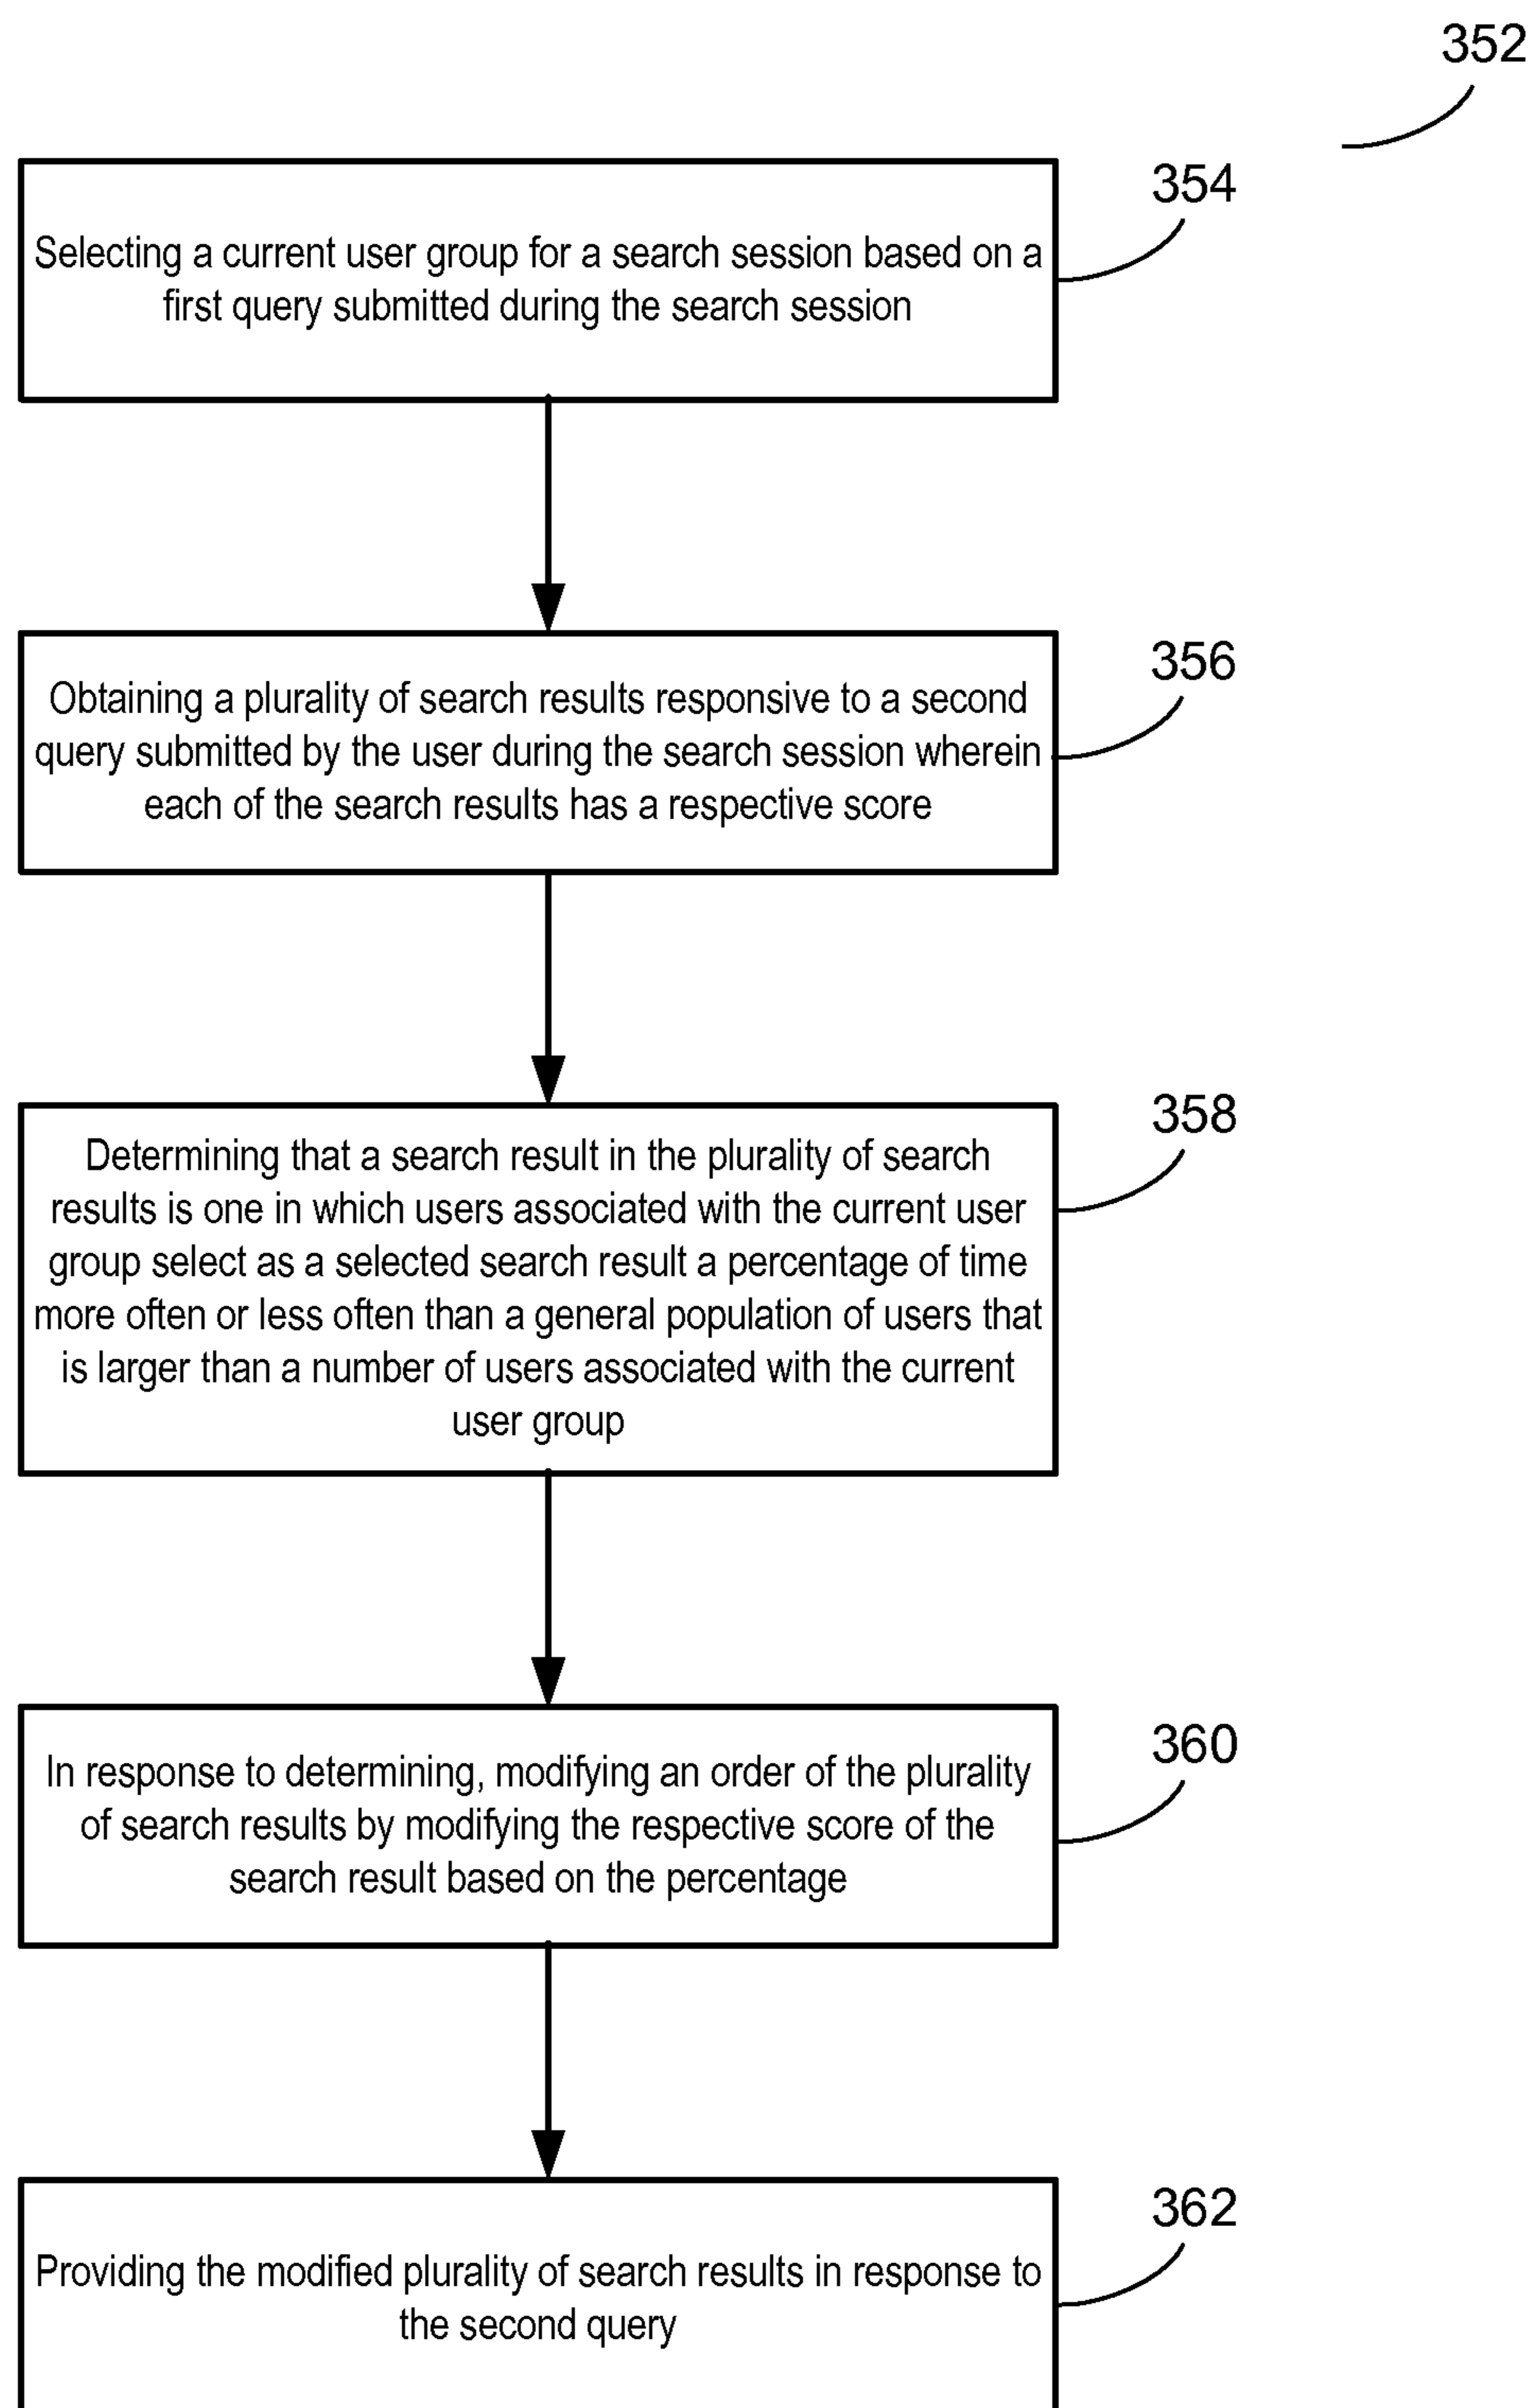 352
354
Selecting a current user group for a search session based on a
first query submitted during the search session
356
Obtaining a plurality of search results responsive to a second
query submitted by the user during the search session wherein
each of the search results has a respective score
358
Determining that a search result in the plurality of search
results is one in which users associated with the current user
group select as a selected search result a percentage of time
more often or less often than a general population of users that
is larger than a number of users associated with the current
user group
360
In response to determining, modifying an order of the plurality
of search results by modifying the respective score of the
search result based on the percentage
362
Providing the modified plurality of search results in response to
the second query